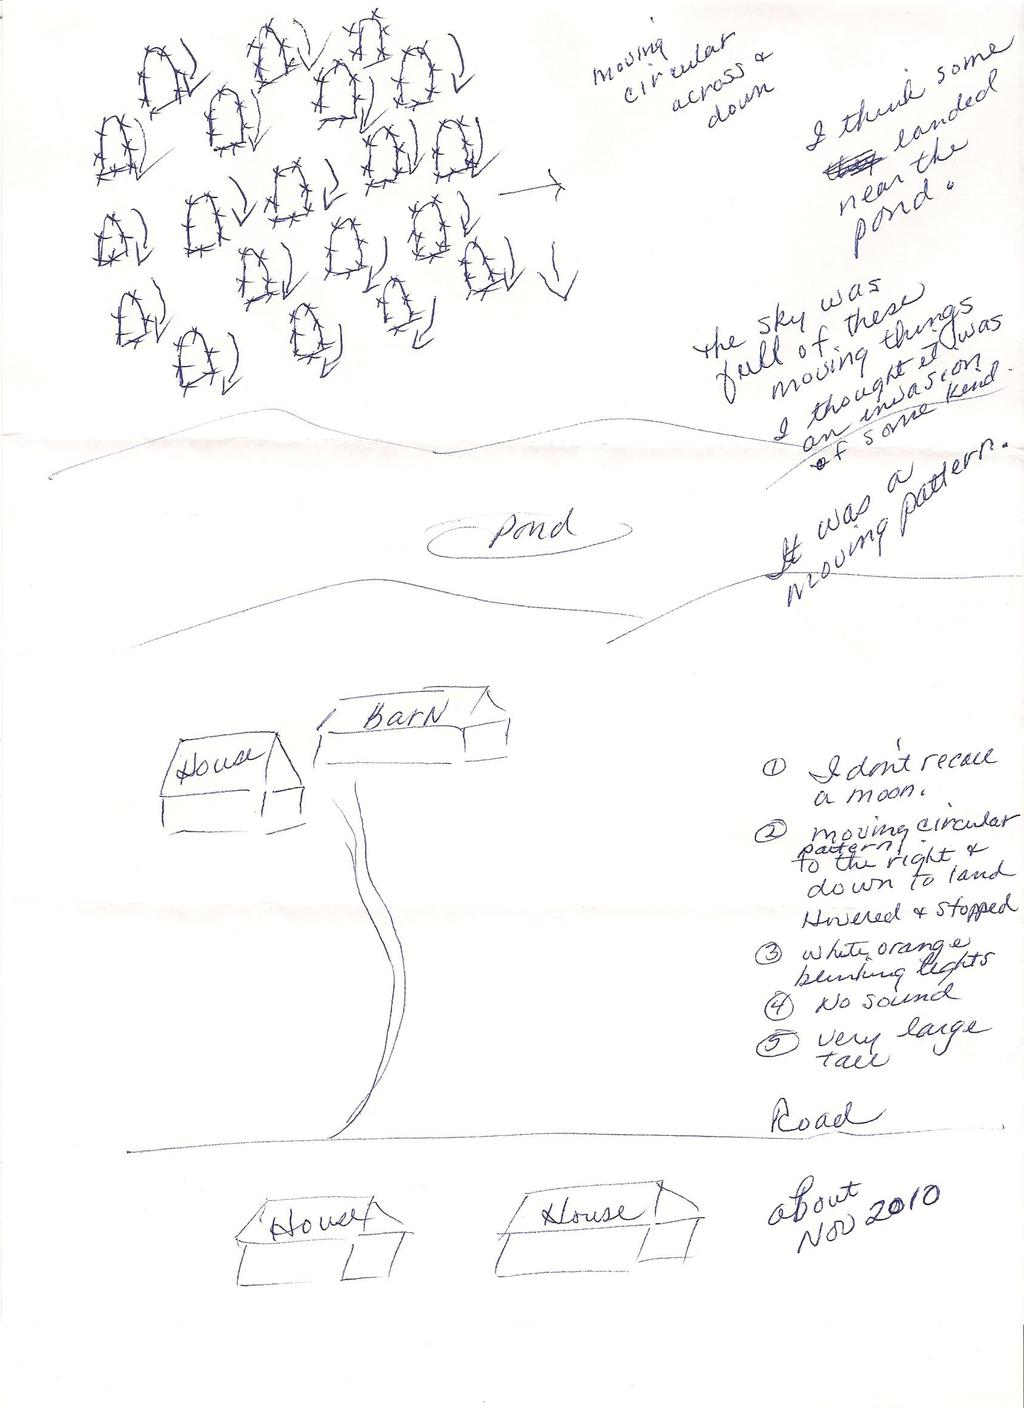 moving
circular
across &
down
I think some
landed
near the
pond.
the sky was
full of these
moving things
I thought it was
an invasion
of some kind.
It was a
moving pattern.
Pond
Barn
House
① I don't recall
a moon.
② moving circular
pattern,
to the right &
down to land
Hovered & stopped
③ white, orange
blinking lights
④ No sound
⑤ very large
tall
Road
House
House
about
Nov 2010